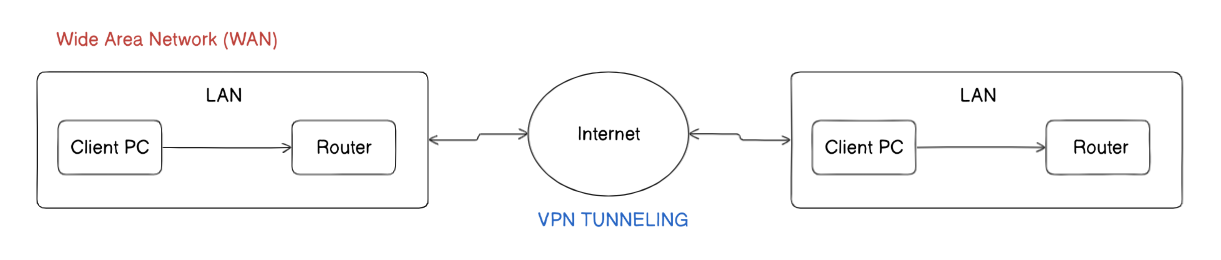 Wide Area Network (WAN)
LAN
Client PC
Router
Internet
VPN TUNNELING
LAN
Client PC
Router